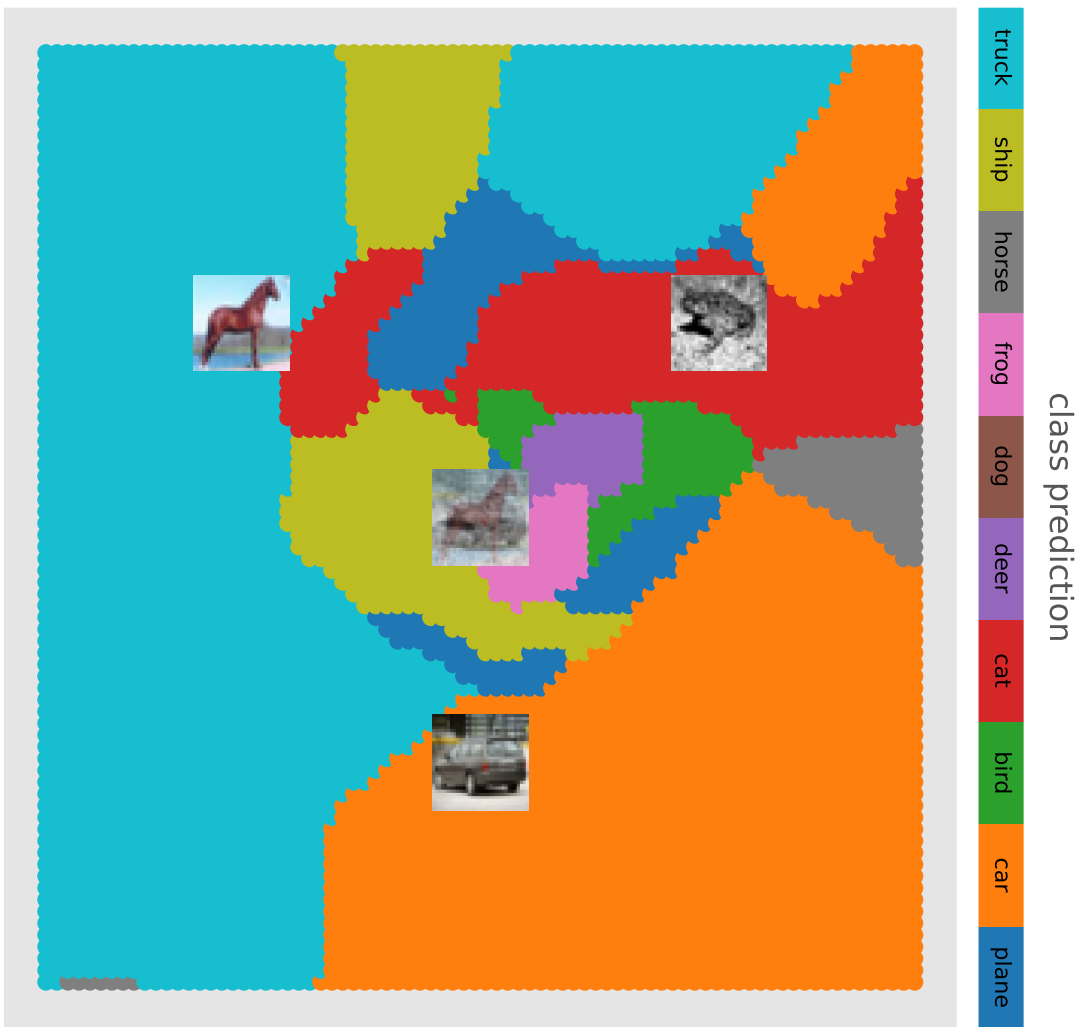 truck
ship
horse
frog
dog
deer
cat
bird
car
plane
class prediction